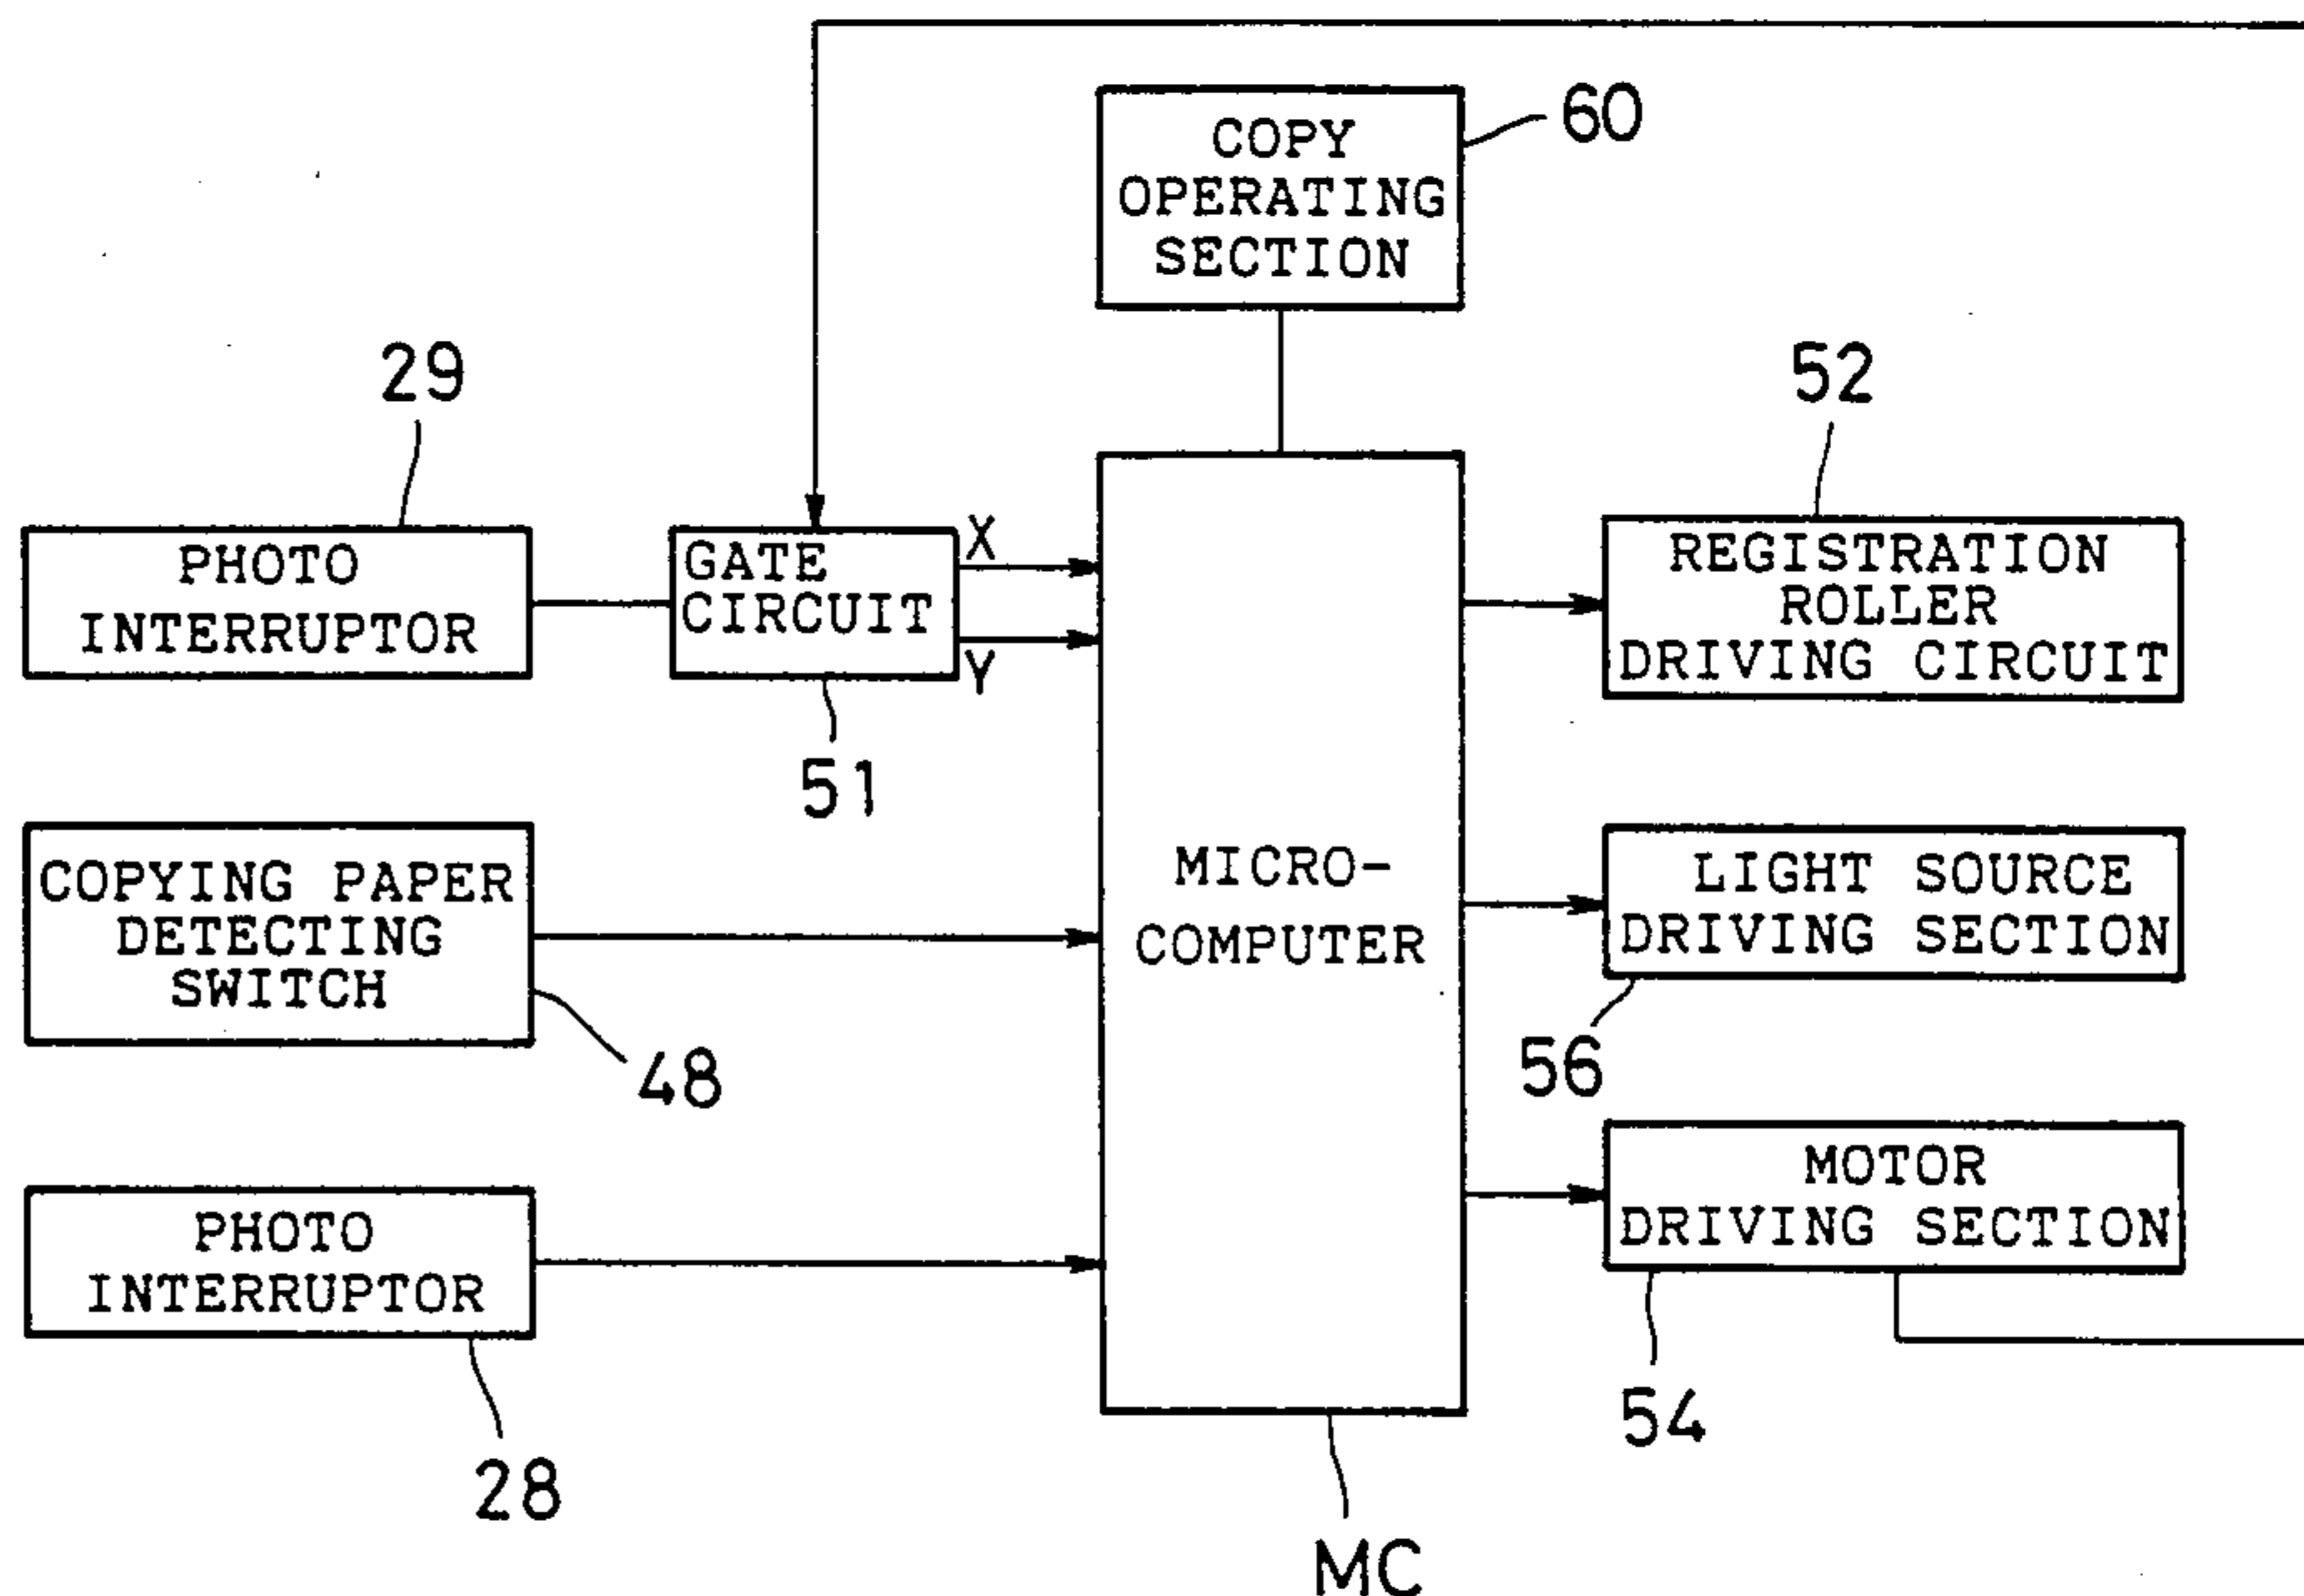 60
COPY
OPERATING
SECTION
29
52
PHOTO
INTERRUPTOR
GATE
CIRCUIT
X
Y
51
REGISTRATION
ROLLER
DRIVING CIRCUIT
COPYING PAPER
DETECTING
SWITCH
48
MICRO-
COMPUTER
LIGHT SOURCE
DRIVING SECTION
56
PHOTO
INTERRUPTOR
28
MOTOR
DRIVING SECTION
54
MC